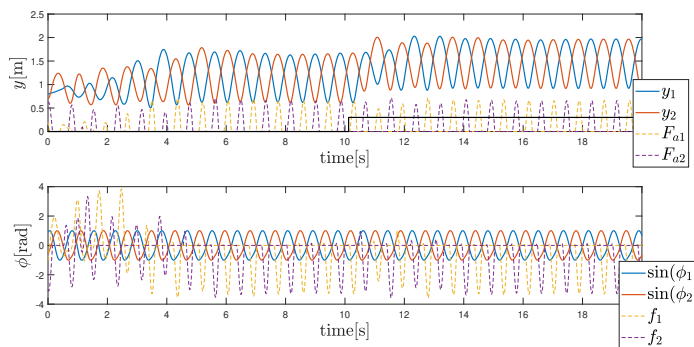 2.5
2
1.5
1
0.5
0
y[m]
0 2 4 6 8 10 12 14 16 18
time[s]
y1
y2
Fa1
Fa2
4
2
0
-2
-4
ϕ[rad]
0 2 4 6 8 10 12 14 16 18
time[s]
sin(ϕ1
sin(ϕ2
f1
f2